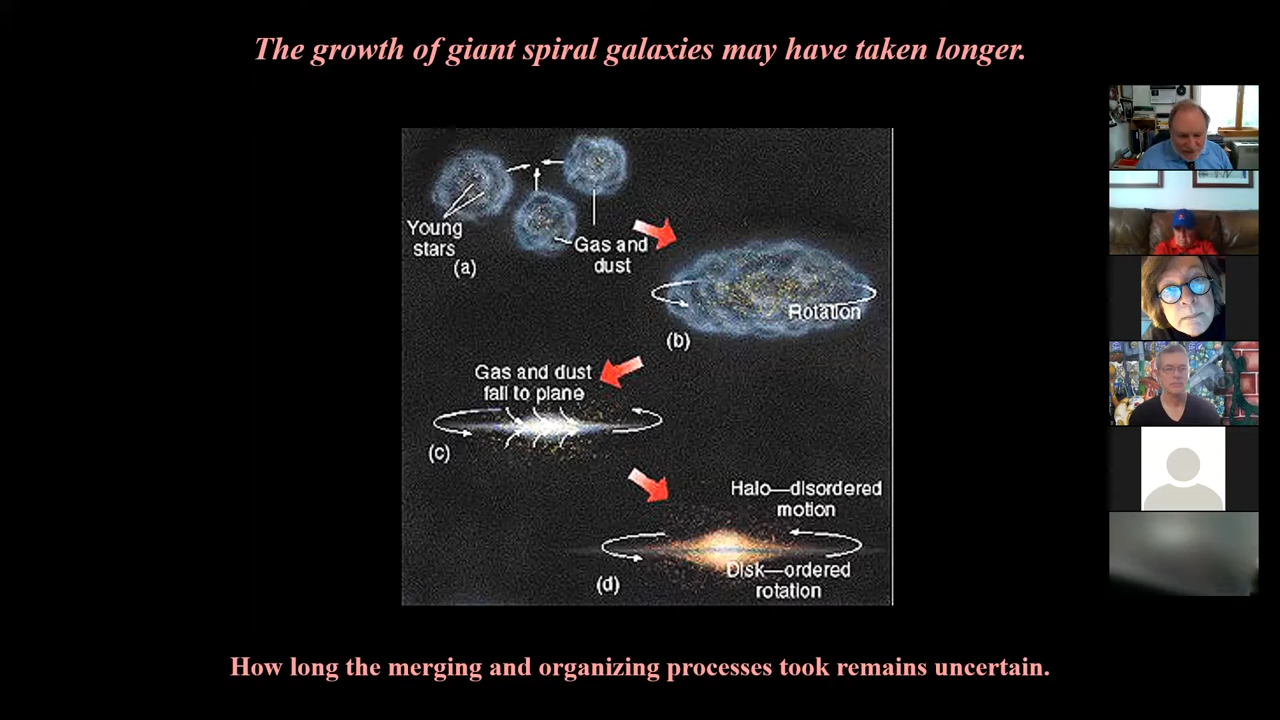 The growth of giant spiral galaxies may have taken longer.
Young
stars
(a)
Gas and
dust
Rotation
(b)
Gas and dust
fall to plane
(c)
Halo—disordered
motion
Disk—ordered
rotation
(d)
How long the merging and organizing processes took remains uncertain.